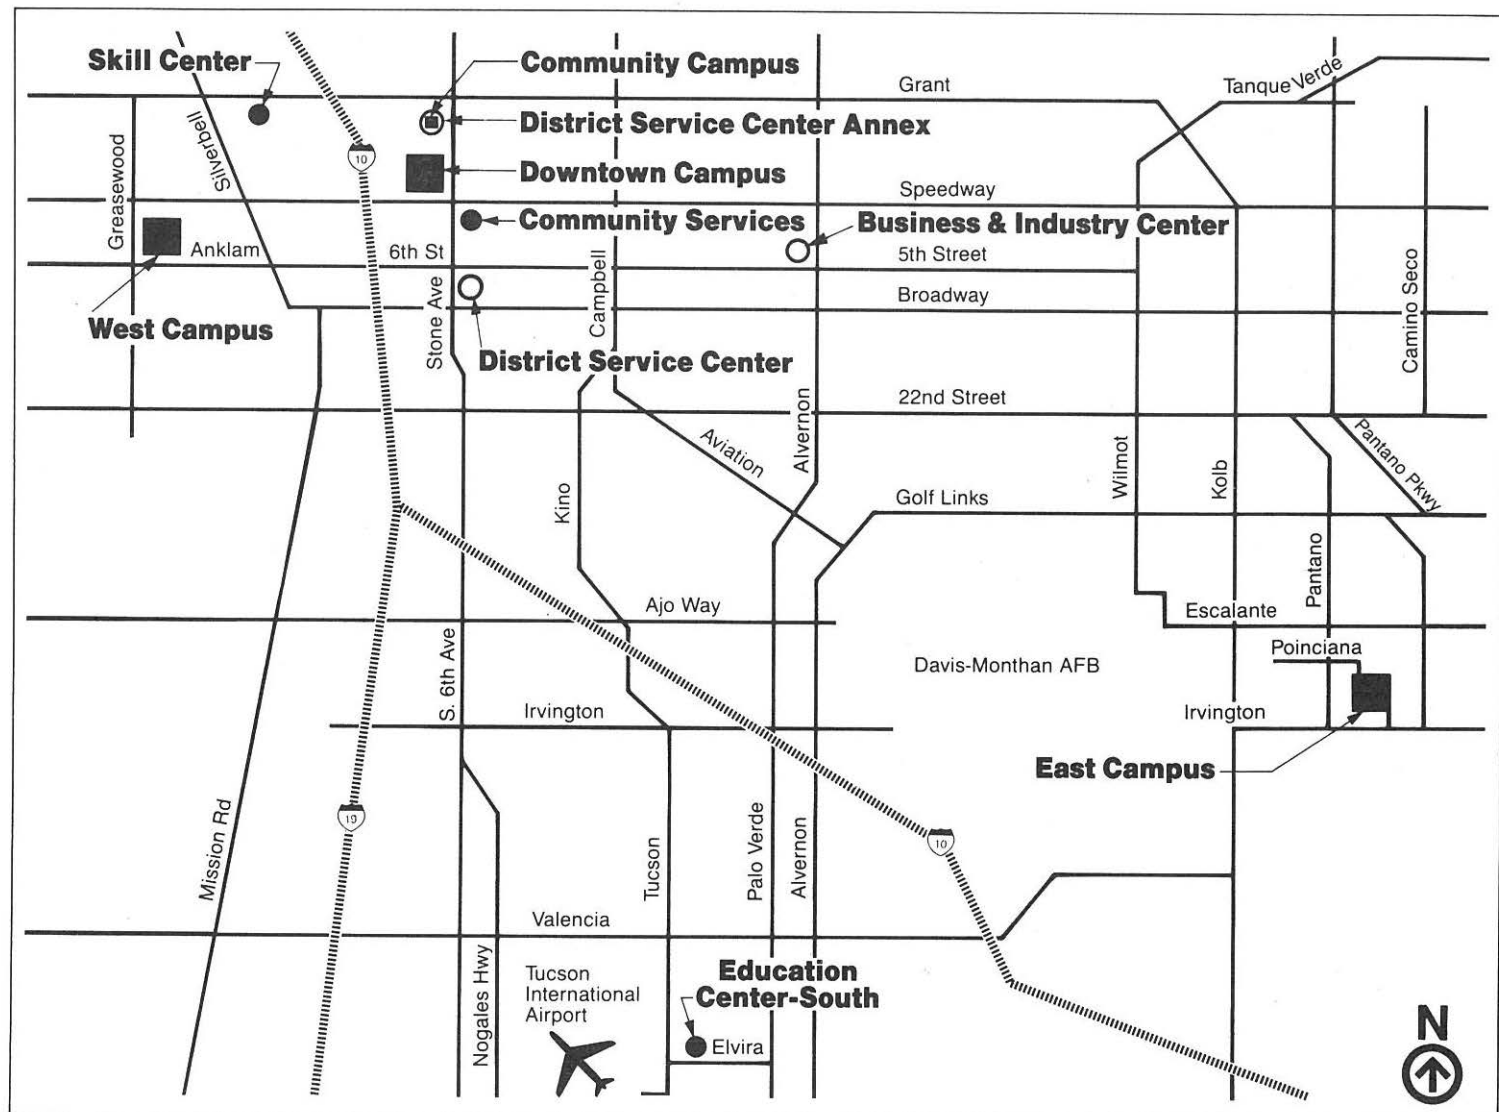 Skill Center
Community Campus
Grant
Tanque Verde
District Service Center Annex
10
Greasewood
Silverbell
Downtown Campus
Speedway
Community Services
Business & Industry Center
Anklam
6th St
5th Street
Campbell
Broadway
Stone Ave
Camino Seco
West Campus
District Service Center
22nd Street
Alvernon
Aviation
Wilmot
Kolb
Pantano Pkwy
Kino
Golf Links
Pantano
Ajo Way
Escalante
Poinciana
Davis-Monthan AFB
S. 6th Ave
Irvington
Irvington
East Campus
Mission Rd
19
10
Tucson
Palo Verde
Alvernon
Valencia
Nogales Hwy
Tucson
International
Airport
Education
Center-South
Elvira
N